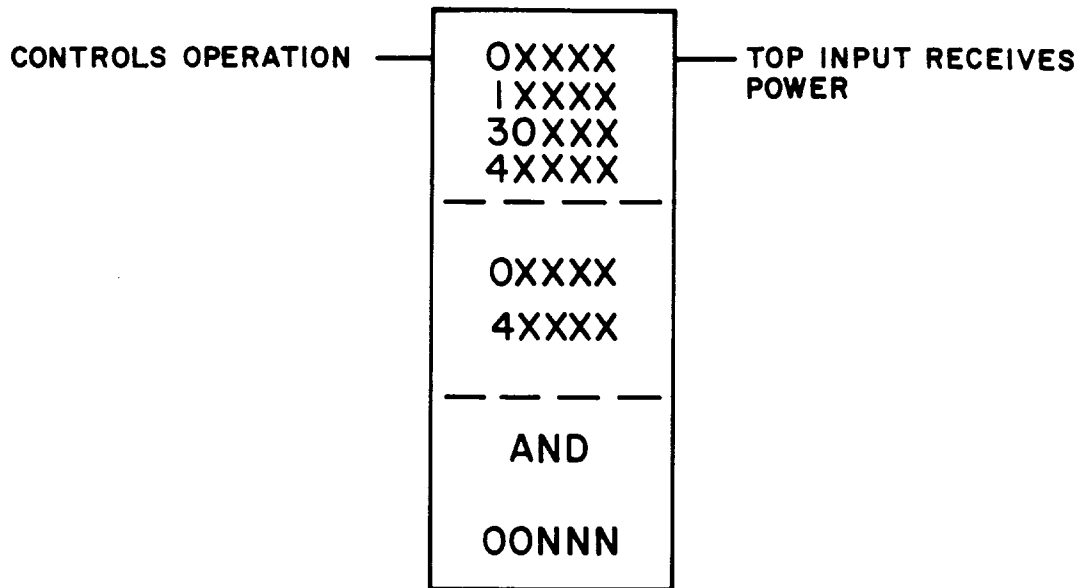 CONTROLS OPERATION
0XXXX
1XXXX
30XXX
4XXXX
TOP INPUT RECEIVES
POWER
0XXXX
4XXXX
AND
00NNN